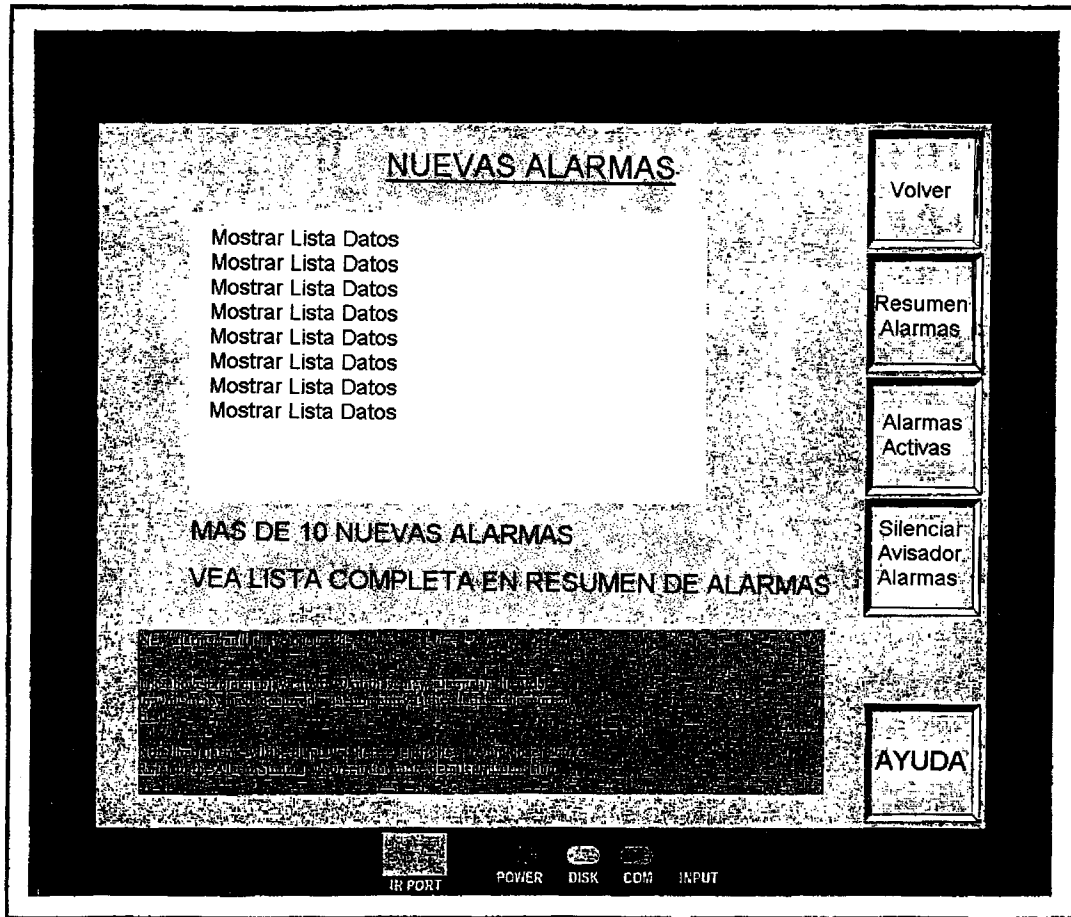 NUEVAS ALARMAS
Mostrar Lista Datos
Mostrar Lista Datos
Mostrar Lista Datos
Mostrar Lista Datos
Mostrar Lista Datos
Mostrar Lista Datos
Mostrar Lista Datos
Mostrar Lista Datos
MAS DE 10 NUEVAS ALARMAS
VEA LISTA COMPLETA EN RESUMEN DE ALARMAS
Volver
Resumen
Alarmas
Alarmas
Activas
Silenciar
Avisador
Alarmas
AYUDA
IR PORT
POWER DISK COM INPUT